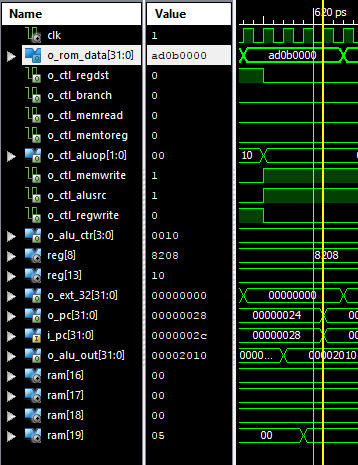 Name Value 620 ps
clk 1
o_rom_data[31:0] ad0b0000 ad0b0000
o_ctl_regdst 0
o_ctl_branch 0
o_ctl_memread 0
o_ctl_memtoreg 0
o_ctl_aluop[1:0] 00 10
o_ctl_memwrite 1
o_ctl_alusrc 1
o_ctl_regwrite 0
o_alu_ctr[3:0] 0010
reg[8] 8208 8208
reg[13] 10
o_ext_32[31:0] 00000000 00000000
o_pc[31:0] 00000028 00000024 00
i_pc[31:0] 0000002c 00000028 00
o_alu_out[31:0] 00002010 0000... 00002010
ram[16] 00
ram[17] 00
ram[18] 00
ram[19] 05 00